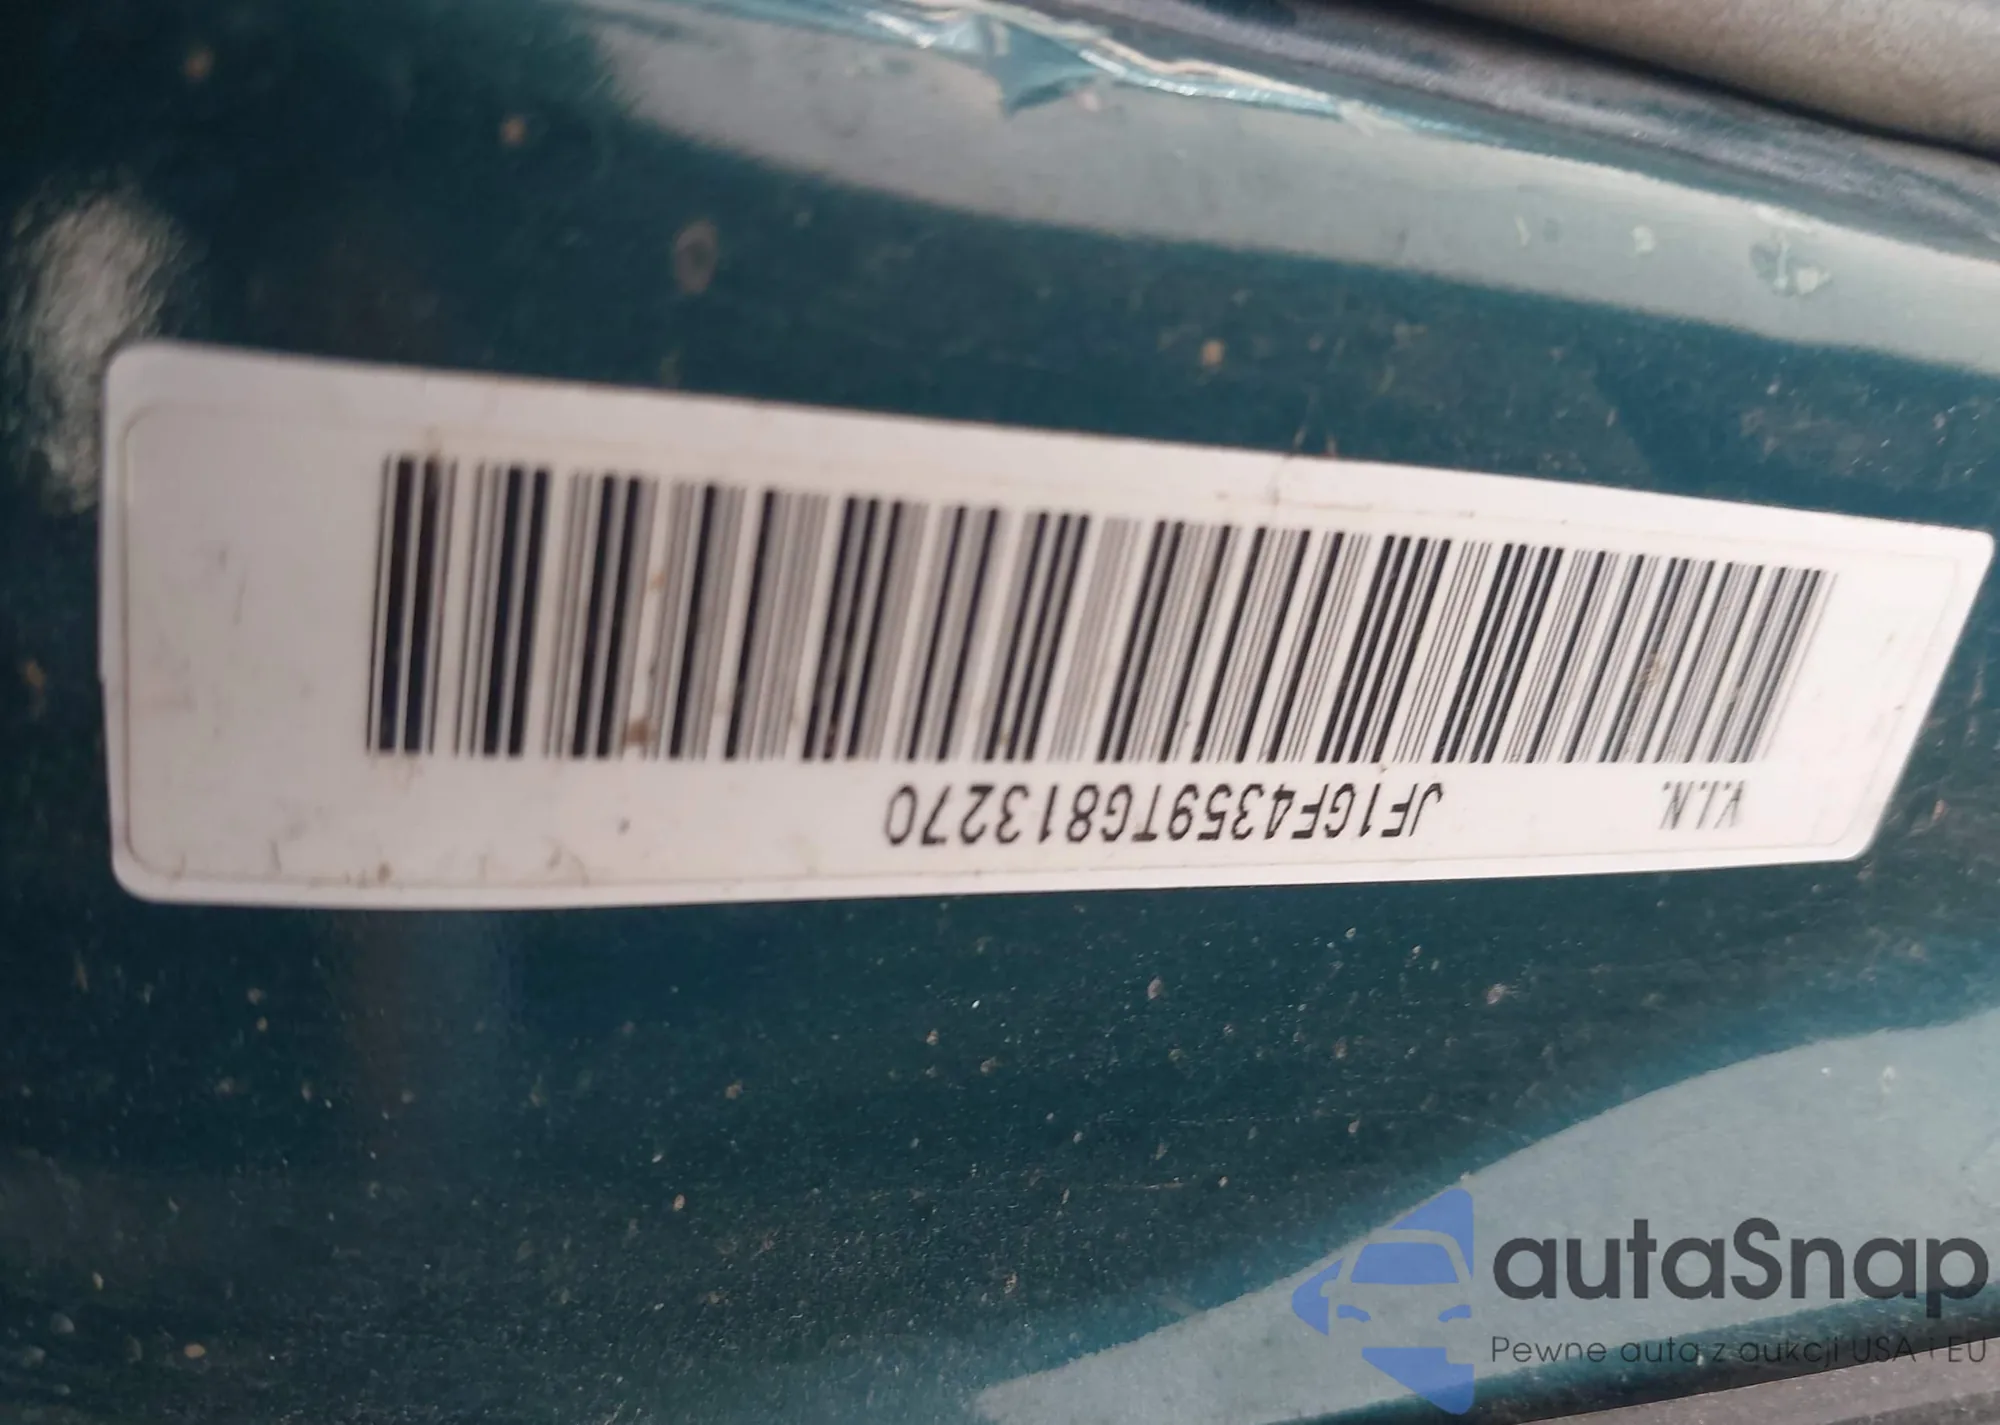 V.I.N. JF1GF4359TG813270
autaSnap
Pewne auta z aukcji USA i EU